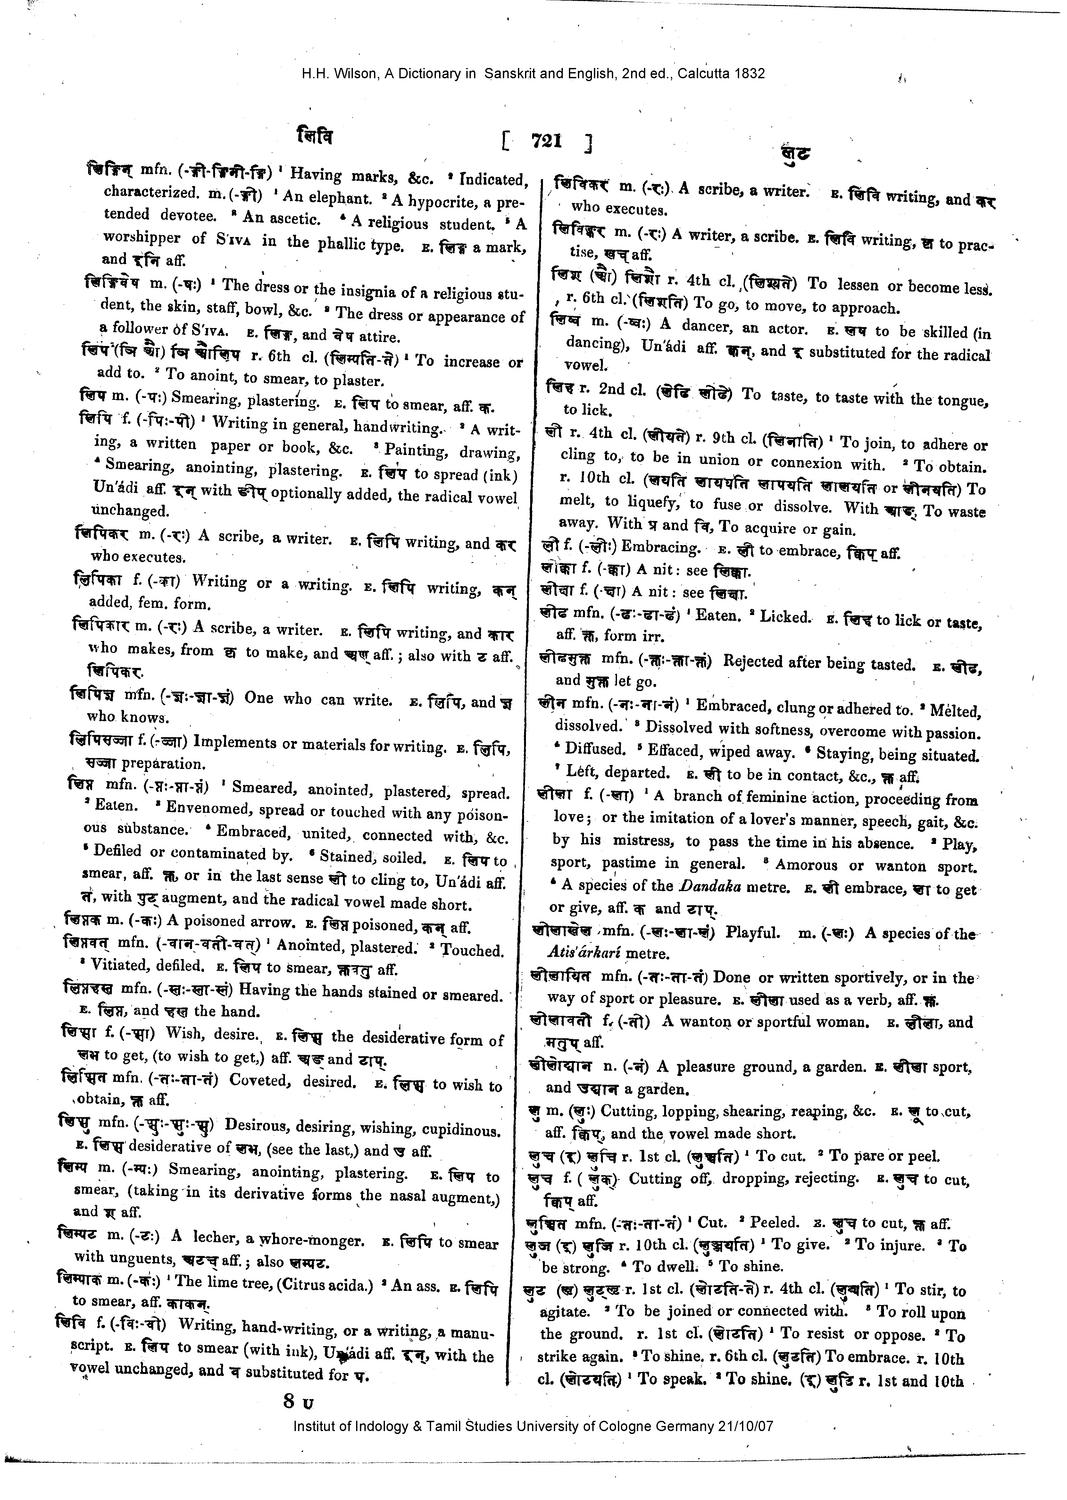 H.H. Wilson, A Dictionary in Sanskrit and English, 2nd ed., Calcutta 1832
लिवि [ 721 ] लुट
लिङ्गिन् mfn. (-ङ्गी-ङ्गिनी-ङ्गि) ¹ Having marks, &c. ² Indicated,
characterized. m. (-ङ्गी) ¹ An elephant. ² A hypocrite, a pre-
tended devotee. ³ An ascetic. ⁴ A religious student. ⁵ A
worshipper of S'IVA in the phallic type. E. लिङ्ग a mark,
and इनि aff.
लिङ्गिवेष m. (-षः) ¹ The dress or the insignia of a religious stu-
dent, the skin, staff, bowl, &c. ² The dress or appearance of
a follower of S'IVA. E. लिङ्ग, and वेष attire.
लिप (ञि औ) ञि औलिप r. 6th cl. (लिम्पति-ते) ¹ To increase or
add to. ² To anoint, to smear, to plaster.
लिप m. (-पः) Smearing, plastering. E. लिप to smear, aff. क.
लिपि f. (-पिः-पी) ¹ Writing in general, handwriting. ² A writ-
ing, a written paper or book, &c. ³ Painting, drawing,
⁴ Smearing, anointing, plastering. E. लिप to spread (ink)
Un'ádi aff. इन् with ङीप् optionally added, the radical vowel
unchanged.
लिपिकर m. (-रः) A scribe, a writer. E. लिपि writing, and कर
who executes.
लिपिका f. (-का) Writing or a writing. E. लिपि writing, कन्
added, fem. form.
लिपिकार m. (-रः) A scribe, a writer. E. लिपि writing, and कार
who makes, from कृ to make, and अण् aff.; also with ट aff.
लिपिकर.
लिपिज्ञ mfn. (-ज्ञः-ज्ञा-ज्ञं) One who can write. E. लिपि, and ज्ञ
who knows.
लिपिसज्जा f. (-ज्जा) Implements or materials for writing. E. लिपि,
सज्जा preparation.
लिप्त mfn. (-प्तः-प्ता-प्तं) ¹ Smeared, anointed, plastered, spread.
² Eaten. ³ Envenomed, spread or touched with any poison-
ous substance. ⁴ Embraced, united, connected with, &c.
⁵ Defiled or contaminated by. ⁶ Stained, soiled. E. लिप to
smear, aff. क्त, or in the last sense ली to cling to, Un'ádi aff.
त, with पुट् augment, and the radical vowel made short.
लिप्तक m. (-कः) A poisoned arrow. E. लिप्त poisoned, कन् aff.
लिप्तवत् mfn. (-वान्-वती-वत्) ¹ Anointed, plastered. ² Touched.
³ Vitiated, defiled. E. लिप to smear, क्तवतु aff.
लिप्तहस्त mfn. (-स्तः-स्ता-स्तं) Having the hands stained or smeared.
E. लिप्त, and हस्त the hand.
लिप्सा f. (-प्सा) Wish, desire. E. लिप्स the desiderative form of
लभ to get, (to wish to get,) aff. अङ् and टाप्.
लिप्सित mfn. (-तः-ता-तं) Coveted, desired. E. लिप्स to wish to
obtain, क्त aff.
लिप्सु mfn. (-प्सुः-प्सुः-प्सु) Desirous, desiring, wishing, cupidinous.
E. लिप्स desiderative of लभ, (see the last,) and उ aff.
लिम्प m. (-म्पः) Smearing, anointing, plastering. E. लिप to
smear, (taking in its derivative forms the nasal augment,)
and श् aff.
लिम्पट m. (-टः) A lecher, a whore-monger. E. लिपि to smear
with unguents, अटच् aff.; also लम्पट.
लिम्पाक m. (-कः) ¹ The lime tree, (Citrus acida.) ² An ass. E. लिपि
to smear, aff. काकन्.
लिवि f. (-विः-वी) Writing, hand-writing, or a writing, a manu-
script. E. लिप to smear (with ink), Unádi aff. इन्, with the
vowel unchanged, and व substituted for प.
8 U
लिविकर m. (-रः) A scribe, a writer. E. लिवि writing, and कर
who executes.
लिविङ्कर m. (-रः) A writer, a scribe. E. लिवि writing, कृ to prac-
tise, खच् aff.
लिश (औ) लिशौ r. 4th cl. (लिश्यते) To lessen or become less.
r. 6th cl. (लिशति) To go, to move, to approach.
लिष्व m. (-ष्वः) A dancer, an actor. E. लष to be skilled (in
dancing), Un'ádi aff. क्वन्, and इ substituted for the radical
vowel.
लिह r. 2nd cl. (लेढि लीढे) To taste, to taste with the tongue,
to lick.
ली r. 4th cl. (लीयते) r. 9th cl. (लिनाति) ¹ To join, to adhere or
cling to, to be in union or connexion with. ² To obtain.
r. 10th cl. (लयति लाययति लापयति लालयति or लीनयति) To
melt, to liquefy, to fuse or dissolve. With आङ्, To waste
away. With प्र and वि, To acquire or gain.
ली f. (-लीः) Embracing. E. ली to embrace, क्विप् aff.
लीक्का f. (-क्का) A nit: see लिक्का.
लीक्षा f. (-क्षा) A nit: see लिक्षा.
लीढ mfn. (-ढः-ढा-ढं) ¹ Eaten. ² Licked. E. लिह to lick or taste,
aff. क्त, form irr.
लीढमुक्त mfn. (-क्तः-क्ता-क्तं) Rejected after being tasted. E. लीढ,
and मुक्त let go.
लीन mfn. (-नः-ना-नं) ¹ Embraced, clung or adhered to. ² Melted,
dissolved. ³ Dissolved with softness, overcome with passion.
⁴ Diffused. ⁵ Effaced, wiped away. ⁶ Staying, being situated.
⁷ Left, departed. E. ली to be in contact, &c., क्त aff.
लीला f. (-ला) ¹ A branch of feminine action, proceeding from
love; or the imitation of a lover's manner, speech, gait, &c.
by his mistress, to pass the time in his absence. ² Play,
sport, pastime in general. ³ Amorous or wanton sport.
⁴ A species of the Dandaka metre. E. ली embrace, ला to get
or give, aff. क and टाप्.
लीलाखेल mfn. (-लः-ला-लं) Playful. m. (-लः) A species of the
Atis'árkarí metre.
लीलायित mfn. (-तः-ता-तं) Done or written sportively, or in the
way of sport or pleasure. E. लीला used as a verb, aff. क्त.
लीलावती f. (-ती) A wanton or sportful woman. E. लीला, and
मतुप् aff.
लीलोद्यान n. (-नं) A pleasure ground, a garden. E. लीला sport,
and उद्यान a garden.
लु m. (लुः) Cutting, lopping, shearing, reaping, &c. E. लू to cut,
aff. क्विप्, and the vowel made short.
लुच (इ) लुचि r. 1st cl. (लुञ्चति) ¹ To cut. ² To pare or peel.
लुच f. (लुक्) Cutting off, dropping, rejecting. E. लुच to cut,
क्विप् aff.
लुञ्चित mfn. (-तः-ता-तं) ¹ Cut. ² Peeled. E. लुच to cut, क्त aff.
लुज (इ) लुजि r. 10th cl. (लुञ्जयति) ¹ To give. ² To injure. ³ To
be strong. ⁴ To dwell. ⁵ To shine.
लुट (ऌ) लुट्ऌ r. 1st cl. (लोटति-ते) r. 4th cl. (लुट्यति) ¹ To stir, to
agitate. ² To be joined or connected with. ³ To roll upon
the ground. r. 1st cl. (लोटति) ¹ To resist or oppose. ² To
strike again. ³ To shine. r. 6th cl. (लुटति) To embrace. r. 10th
cl. (लोटयति) ¹ To speak. ² To shine. (इ) लुटि r. 1st and 10th
Institut of Indology & Tamil Studies University of Cologne Germany 21/10/07